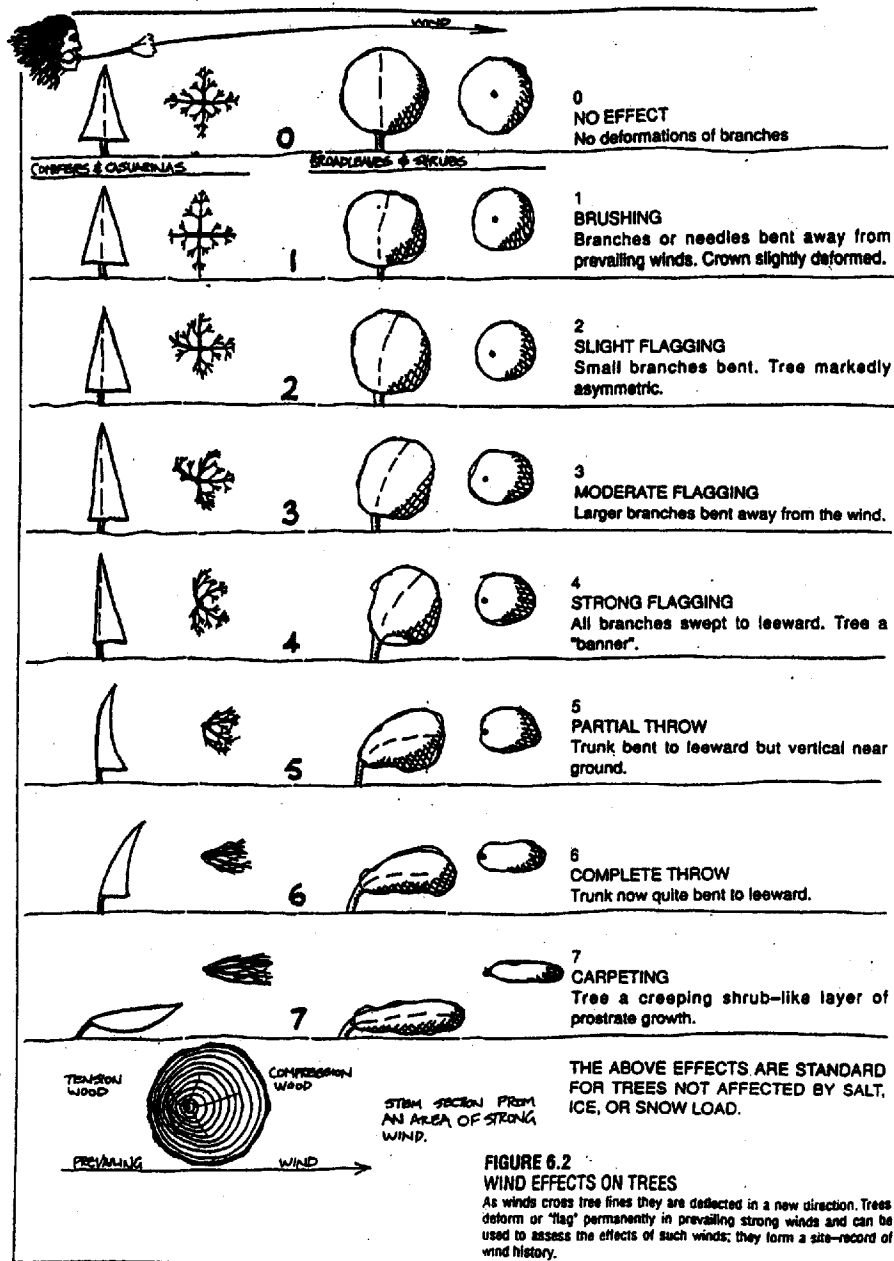 WIND
0
NO EFFECT
No deformations of branches
0
CONIFERS & CASUARINAS
BROADLEAVES & SHRUBS
1
BRUSHING
Branches or needles bent away from
prevailing winds. Crown slightly deformed.
1
2
SLIGHT FLAGGING
Small branches bent. Tree markedly
asymmetric.
2
3
MODERATE FLAGGING
Larger branches bent away from the wind.
3
4
STRONG FLAGGING
All branches swept to leeward. Tree a
"banner".
4
5
PARTIAL THROW
Trunk bent to leeward but vertical near
ground.
5
6
COMPLETE THROW
Trunk now quite bent to leeward.
6
7
CARPETING
Tree a creeping shrub-like layer of
prostrate growth.
7
TENSION
WOOD
COMPRESSION
WOOD
STEM SECTION FROM
AN AREA OF STRONG
WIND.
PREVAILING WIND
THE ABOVE EFFECTS ARE STANDARD
FOR TREES NOT AFFECTED BY SALT,
ICE, OR SNOW LOAD.
FIGURE 6.2
WIND EFFECTS ON TREES
As winds cross tree lines they are deflected in a new direction. Trees
deform or "flag" permanently in prevailing strong winds and can be
used to assess the effects of such winds; they form a site-record of
wind history.